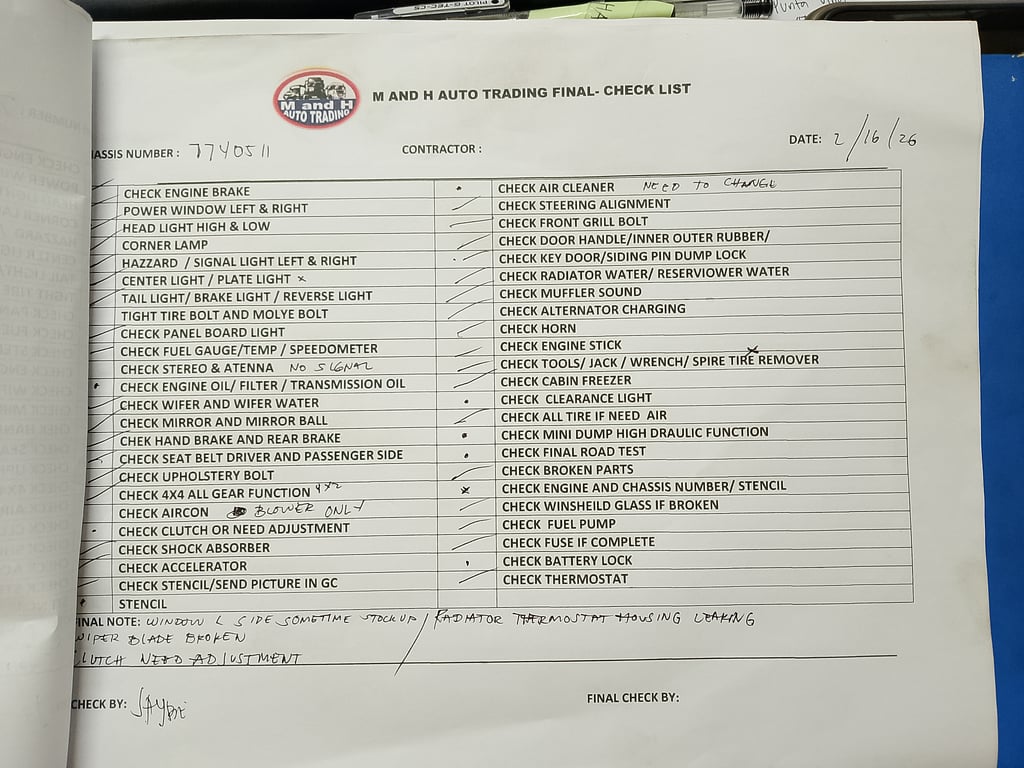 M and H
AUTO TRADING
M AND H AUTO TRADING FINAL- CHECK LIST
HASSIS NUMBER : 7740511
CONTRACTOR :
DATE: 2/16/26
CHECK ENGINE BRAKE
POWER WINDOW LEFT & RIGHT
HEAD LIGHT HIGH & LOW
CORNER LAMP
HAZZARD / SIGNAL LIGHT LEFT & RIGHT
CENTER LIGHT / PLATE LIGHT x
TAIL LIGHT/ BRAKE LIGHT / REVERSE LIGHT
TIGHT TIRE BOLT AND MOLYE BOLT
CHECK PANEL BOARD LIGHT
CHECK FUEL GAUGE/TEMP / SPEEDOMETER
CHECK STEREO & ATENNA NO SIGNAL
CHECK ENGINE OIL/ FILTER / TRANSMISSION OIL
CHECK WIFER AND WIFER WATER
CHECK MIRROR AND MIRROR BALL
CHEK HAND BRAKE AND REAR BRAKE
CHECK SEAT BELT DRIVER AND PASSENGER SIDE
CHECK UPHOLSTERY BOLT
CHECK 4X4 ALL GEAR FUNCTION 4x2
CHECK AIRCON BLOWER ONLY
CHECK CLUTCH OR NEED ADJUSTMENT
CHECK SHOCK ABSORBER
CHECK ACCELERATOR
CHECK STENCIL/SEND PICTURE IN GC
STENCIL
CHECK AIR CLEANER NEED TO CHANGE
CHECK STEERING ALIGNMENT
CHECK FRONT GRILL BOLT
CHECK DOOR HANDLE/INNER OUTER RUBBER/
CHECK KEY DOOR/SIDING PIN DUMP LOCK
CHECK RADIATOR WATER/ RESERVIOWER WATER
CHECK MUFFLER SOUND
CHECK ALTERNATOR CHARGING
CHECK HORN
CHECK ENGINE STICK
CHECK TOOLS/ JACK / WRENCH/ SPIRE TIRE REMOVER
CHECK CABIN FREEZER
CHECK CLEARANCE LIGHT
CHECK ALL TIRE IF NEED AIR
CHECK MINI DUMP HIGH DRAULIC FUNCTION
CHECK FINAL ROAD TEST
CHECK BROKEN PARTS
CHECK ENGINE AND CHASSIS NUMBER/ STENCIL
CHECK WINSHEILD GLASS IF BROKEN
CHECK FUEL PUMP
CHECK FUSE IF COMPLETE
CHECK BATTERY LOCK
CHECK THERMOSTAT
FINAL NOTE: WINDOW L SIDE SOMETIME STOCKUP / RADIATOR THERMOSTAT HOUSING LEAKING
WIPER BLADE BROKEN
CLUTCH NEED ADJUSTMENT
CHECK BY:
FINAL CHECK BY: